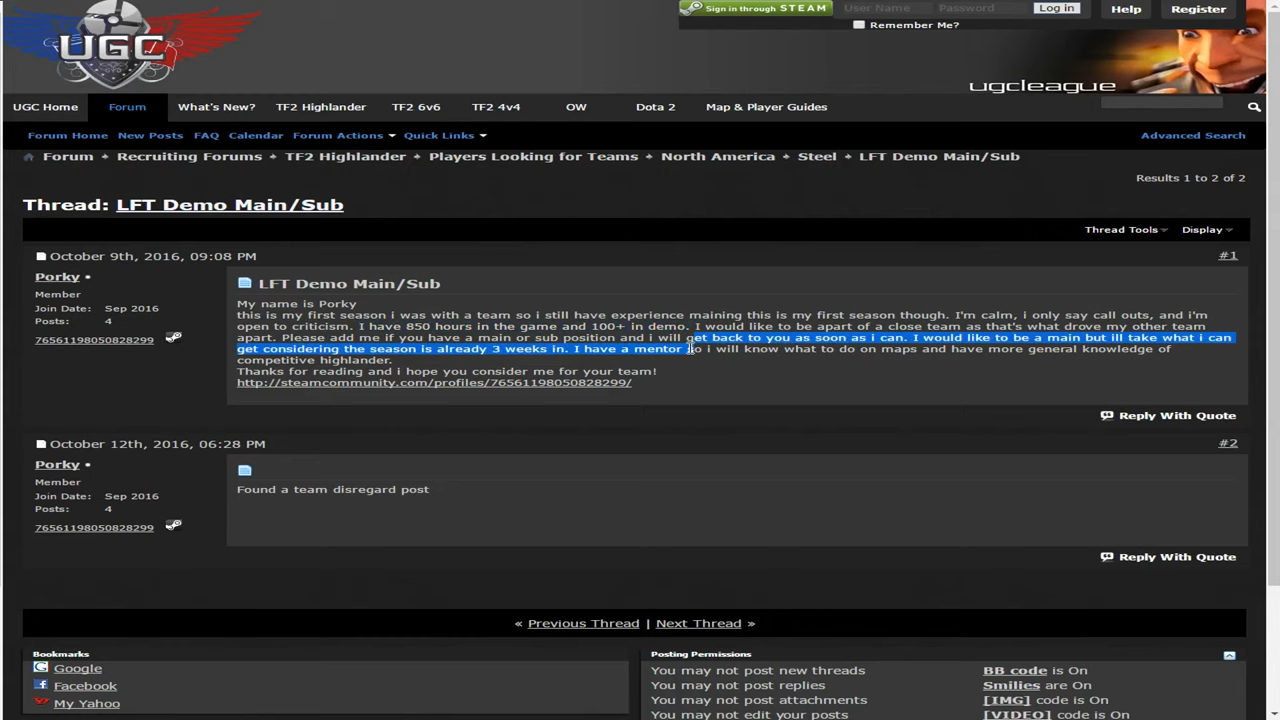 Sign in through STEAM User Name Password Log in Help Register
Remember Me?
UGC
ugcleague
UGC Home Forum What's New? TF2 Highlander TF2 6v6 TF2 4v4 OW Dota 2 Map & Player Guides
Forum Home New Posts FAQ Calendar Forum Actions Quick Links Advanced Search
Forum Recruiting Forums TF2 Highlander Players Looking for Teams North America Steel LFT Demo Main/Sub
Results 1 to 2 of 2
Thread: LFT Demo Main/Sub
Thread Tools Display
October 9th, 2016, 09:08 PM #1
Porky
Member
Join Date: Sep 2016
Posts: 4
76561198050828299
LFT Demo Main/Sub
My name is Porky
this is my first season i was with a team so i still have experience maining this is my first season though. I'm calm, i only say call outs, and i'm
open to criticism. I have 850 hours in the game and 100+ in demo. I would like to be apart of a close team as that's what drove my other team
apart. Please add me if you have a main or sub position and i will get back to you as soon as i can. I would like to be a main but ill take what i can
get considering the season is already 3 weeks in. I have a mentor so i will know what to do on maps and have more general knowledge of
competitive highlander.
Thanks for reading and i hope you consider me for your team!
http://steamcommunity.com/profiles/76561198050828299/
Reply With Quote
October 12th, 2016, 06:28 PM #2
Porky
Member
Join Date: Sep 2016
Posts: 4
76561198050828299
Found a team disregard post
Reply With Quote
« Previous Thread | Next Thread »
Bookmarks
Google
Facebook
My Yahoo
Posting Permissions
You may not post new threads
You may not post replies
You may not post attachments
You may not edit your posts
BB code is On
Smilies are On
[IMG] code is On
[VIDEO] code is On